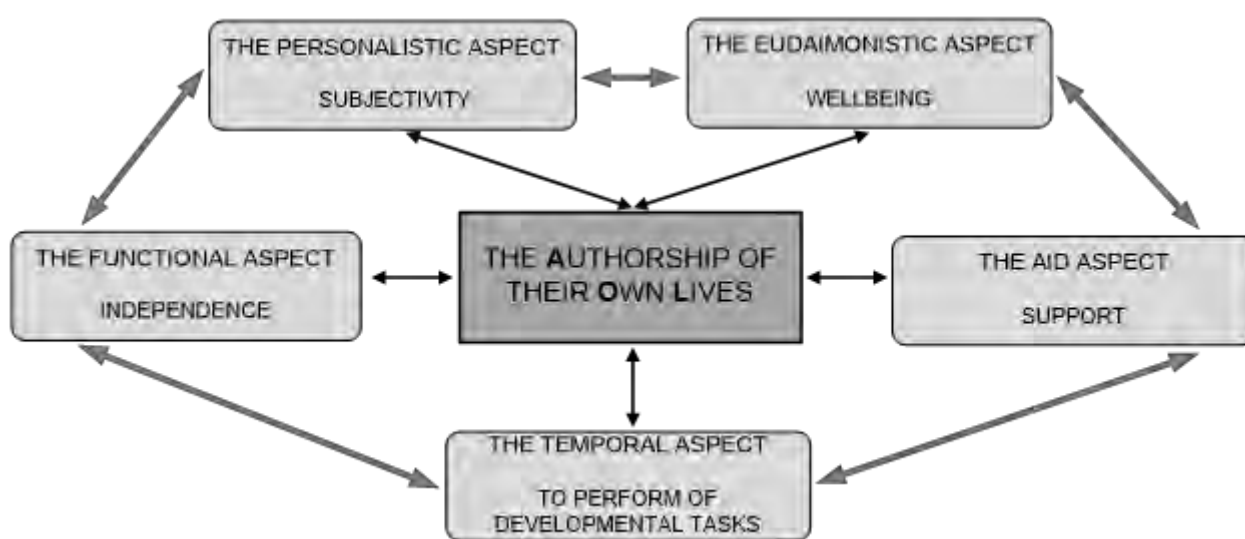 THE PERSONALISTIC ASPECT
SUBJECTIVITY
THE EUDAIMONISTIC ASPECT
WELLBEING
THE FUNCTIONAL ASPECT
INDEPENDENCE
THE AUTHORSHIP OF
THEIR OWN LIVES
THE AID ASPECT
SUPPORT
THE TEMPORAL ASPECT
TO PERFORM OF
DEVELOPMENTAL TASKS